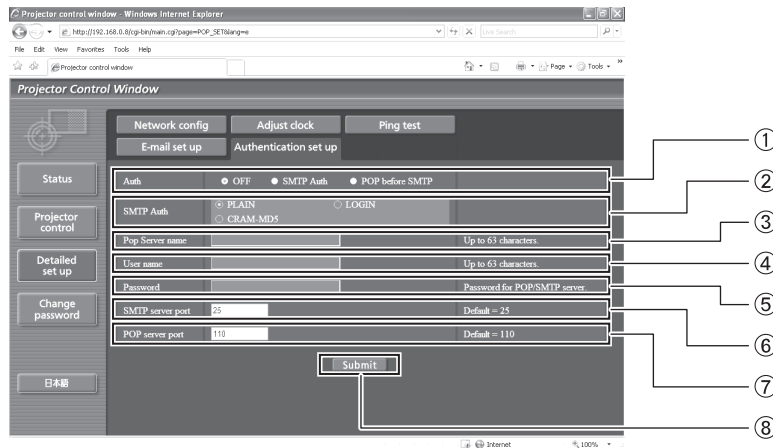 Projector control window - Windows Internet Explorer
http://192.168.0.8/cgi-bin/main.cgi?page=POP_SET&lang=e
Live Search
File Edit View Favorites Tools Help
Projector control window
Page Tools »
Projector Control Window
Network config Adjust clock Ping test
E-mail set up Authentication set up
Status
Projector control
Detailed set up
Change password
日本語
Auth OFF SMTP Auth POP before SMTP
SMTP Auth PLAIN LOGIN
CRAM-MD5
Pop Server name Up to 63 characters.
User name Up to 63 characters.
Password Password for POP/SMTP server.
SMTP server port 25 Default = 25
POP server port 110 Default = 110
Submit
①
②
③
④
⑤
⑥
⑦
⑧
Internet 100%